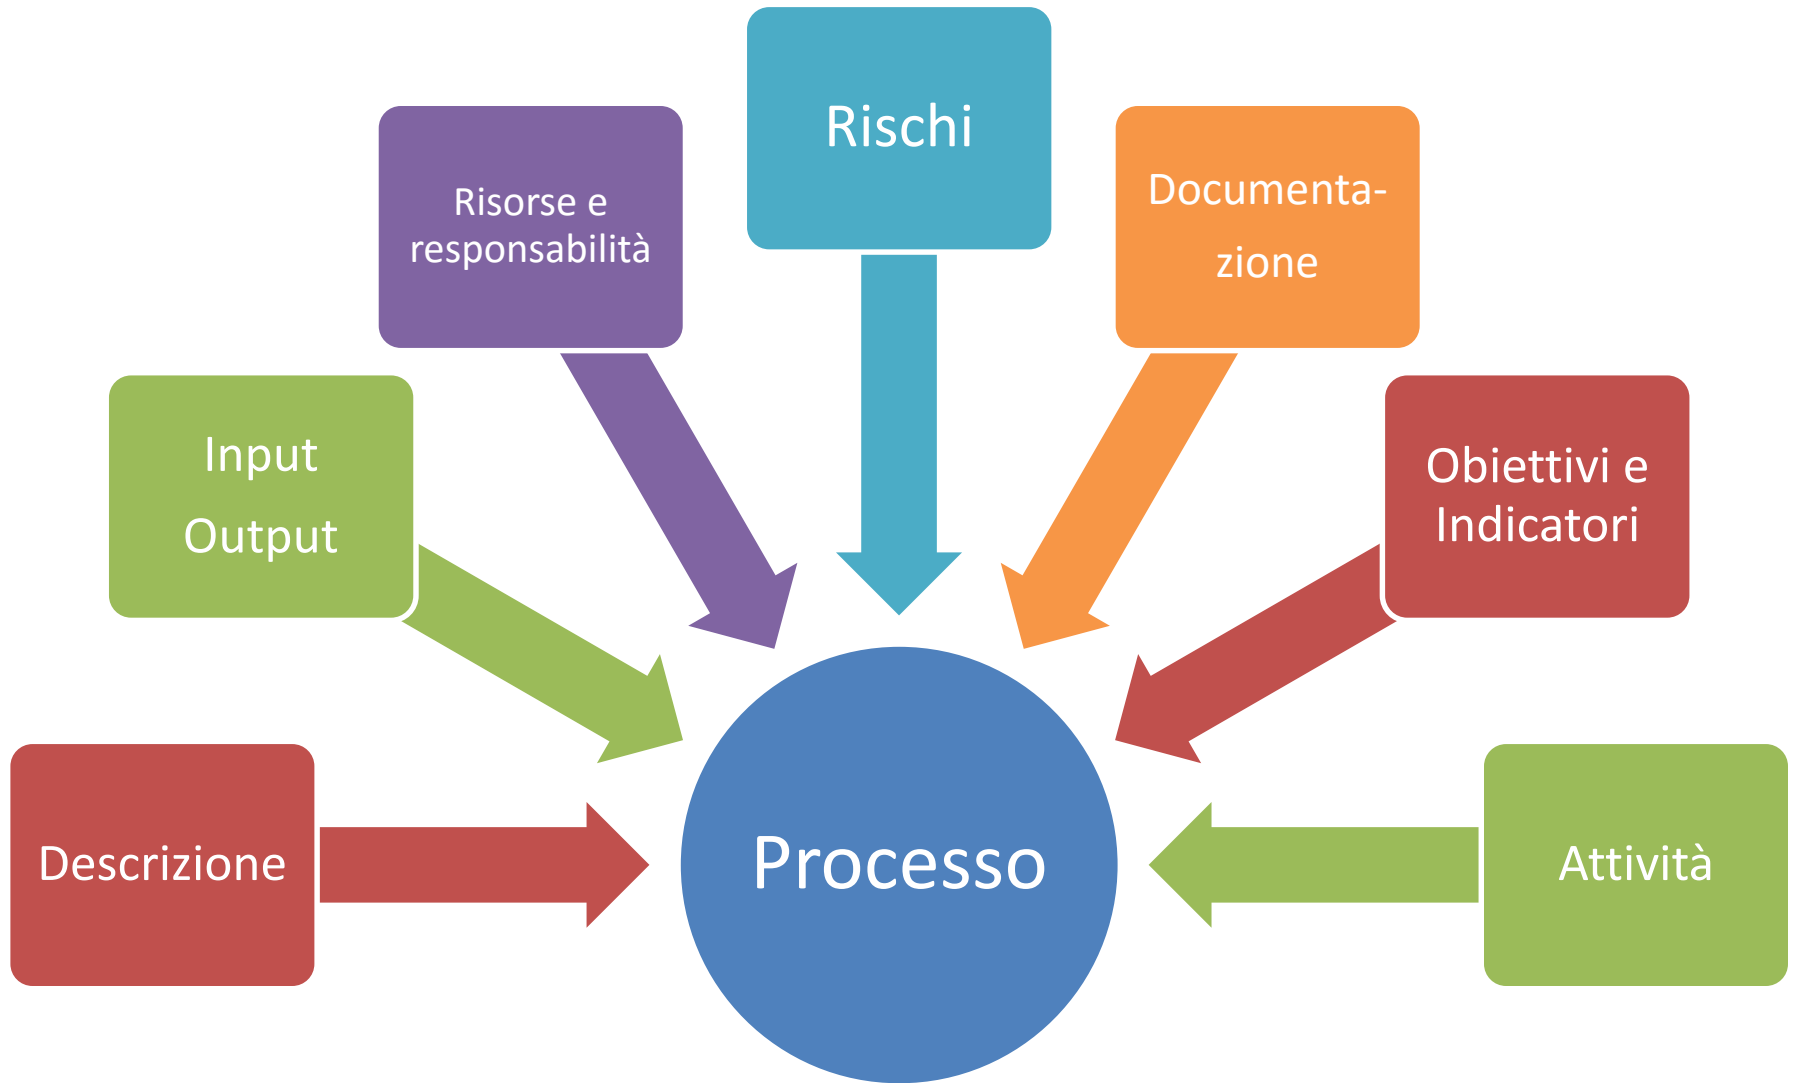 Rischi
Risorse e
responsabilità
Documenta-
zione
Input
Output
Obiettivi e
Indicatori
Descrizione
Processo
Attività